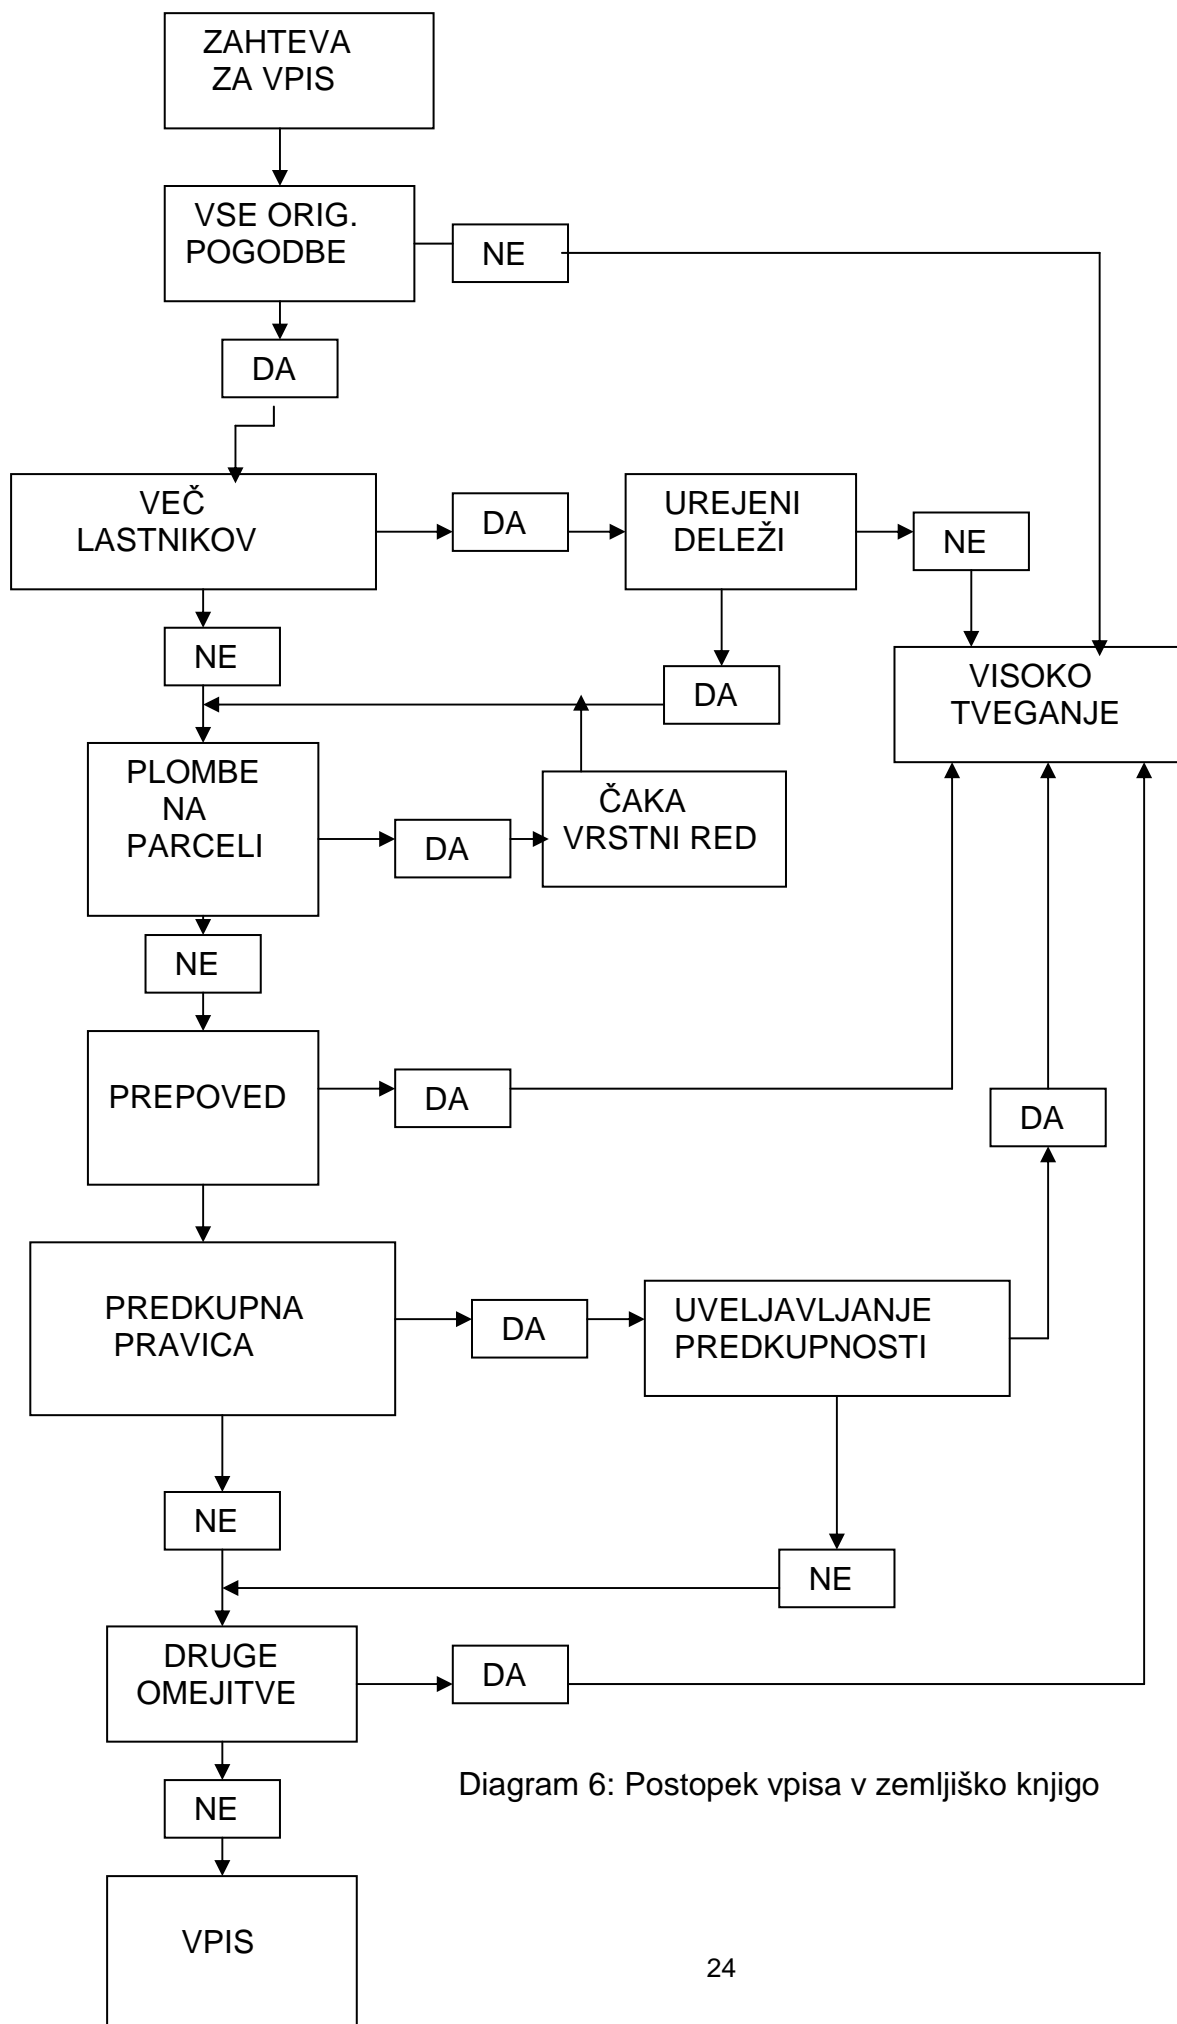 ZAHTEVA
ZA VPIS
VSE ORIG.
POGODBE
NE
DA
VEČ
LASTNIKOV
DA
UREJENI
DELEŽI
NE
NE
DA
VISOKO
TVEGANJE
PLOMBE
NA
PARCELI
DA
ČAKA
VRSTNI RED
NE
PREPOVED
DA
DA
PREDKUPNA
PRAVICA
DA
UVELJAVLJANJE
PREDKUPNOSTI
NE
NE
DRUGE
OMEJITVE
DA
NE
Diagram 6: Postopek vpisa v zemljiško knjigo
VPIS
24